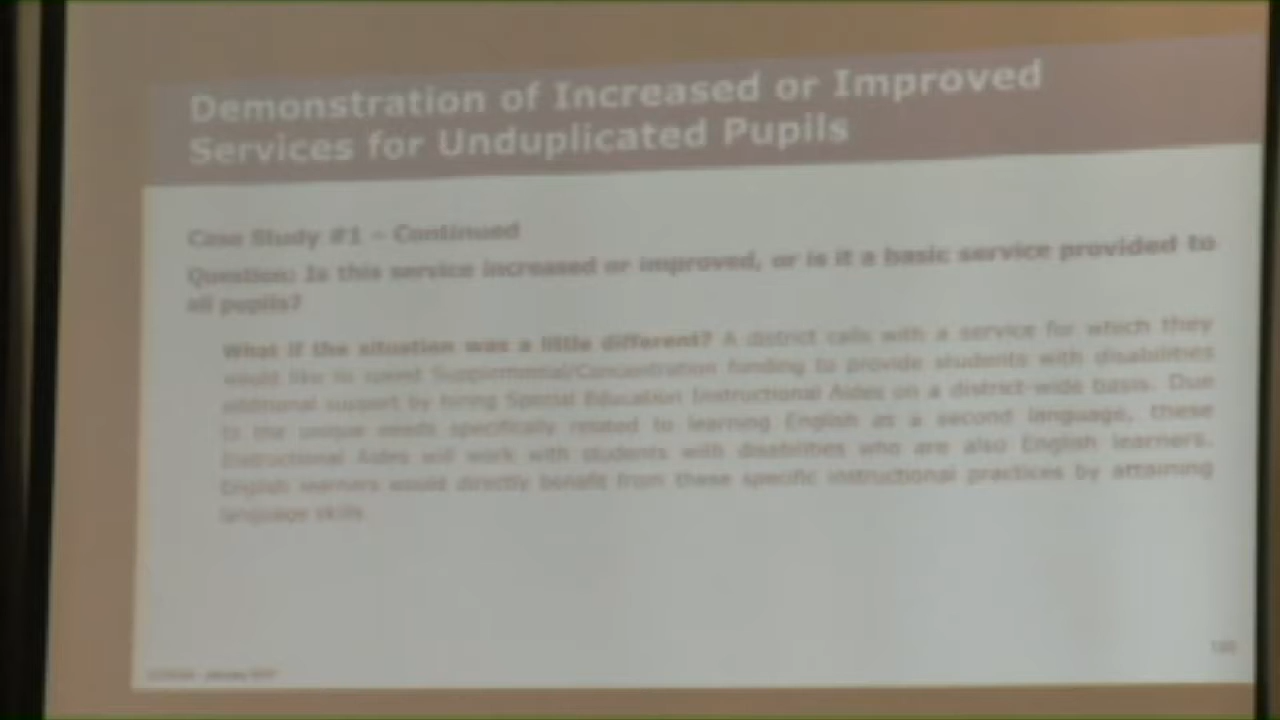 Demonstration of Increased or Improved
Services for Unduplicated Pupils
Case Study #1 – Continued
Question: Is this service increased or improved, or is it a basic service provided to
all pupils?
What if the situation was a little different? A district calls with a service for which they
would like to spend Supplemental/Concentration funding to provide students with disabilities
additional support by hiring Special Education Instructional Aides on a district-wide basis. Due
to the unique needs specifically related to learning English as a second language, these
Instructional Aides will work with students with disabilities who are also English learners.
English learners would directly benefit from these specific instructional practices by attaining
language skills.